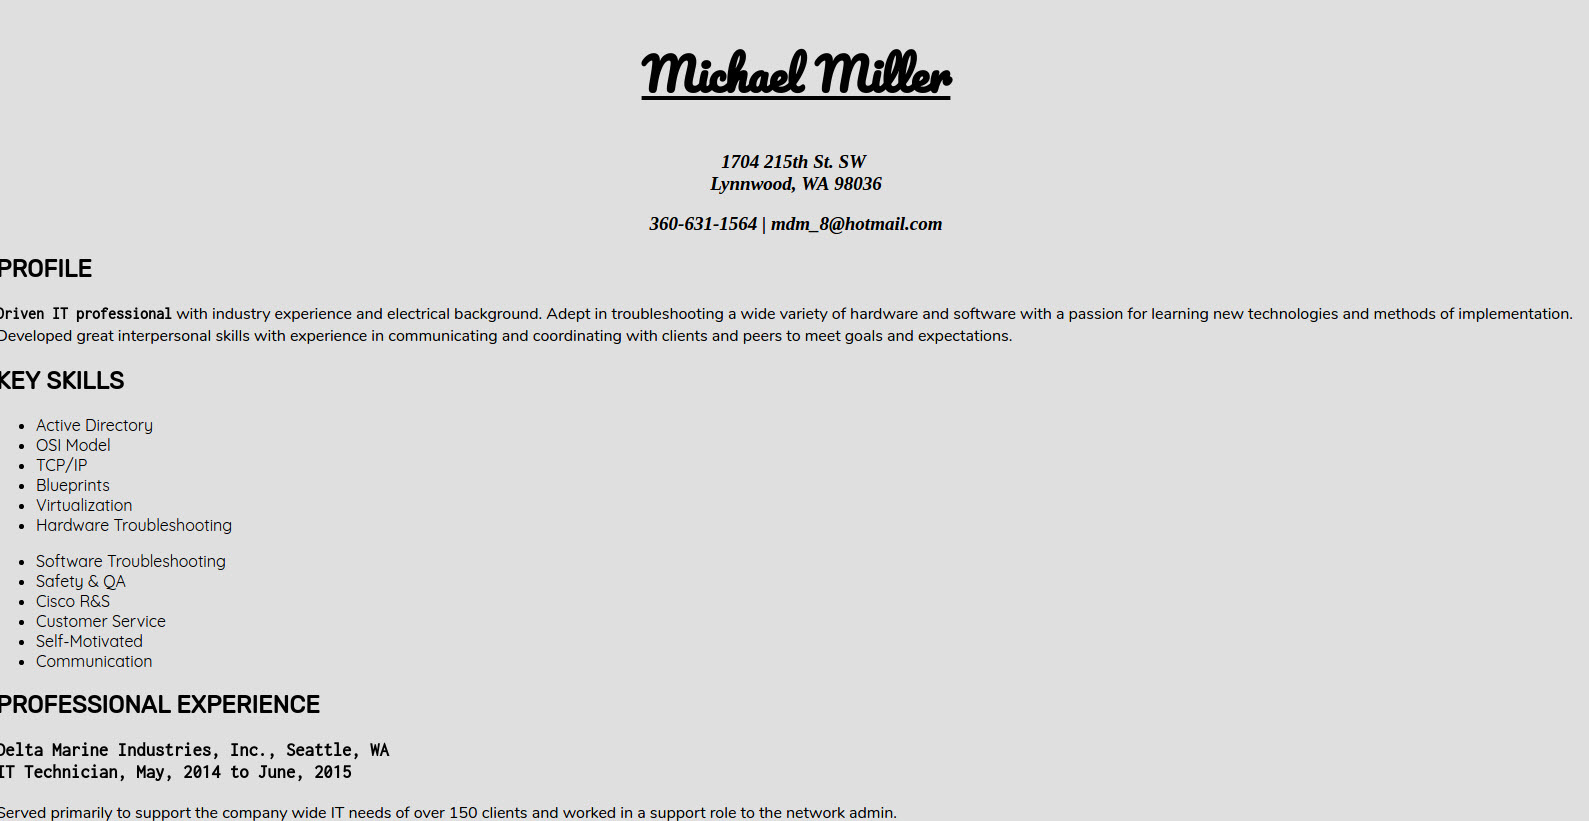 Michael Miller
1704 215th St. SW
Lynnwood, WA 98036
360-631-1564 | mdm_8@hotmail.com
PROFILE
Driven IT professional with industry experience and electrical background. Adept in troubleshooting a wide variety of hardware and software with a passion for learning new technologies and methods of implementation.
Developed great interpersonal skills with experience in communicating and coordinating with clients and peers to meet goals and expectations.
KEY SKILLS
Active Directory
OSI Model
TCP/IP
Blueprints
Virtualization
Hardware Troubleshooting
Software Troubleshooting
Safety & QA
Cisco R&S
Customer Service
Self-Motivated
Communication
PROFESSIONAL EXPERIENCE
Delta Marine Industries, Inc., Seattle, WA
IT Technician, May, 2014 to June, 2015
Served primarily to support the company wide IT needs of over 150 clients and worked in a support role to the network admin.